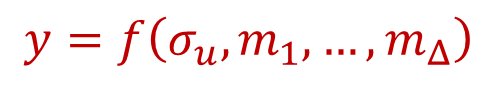 y = f(σ_u, m_1, …, m_Δ)